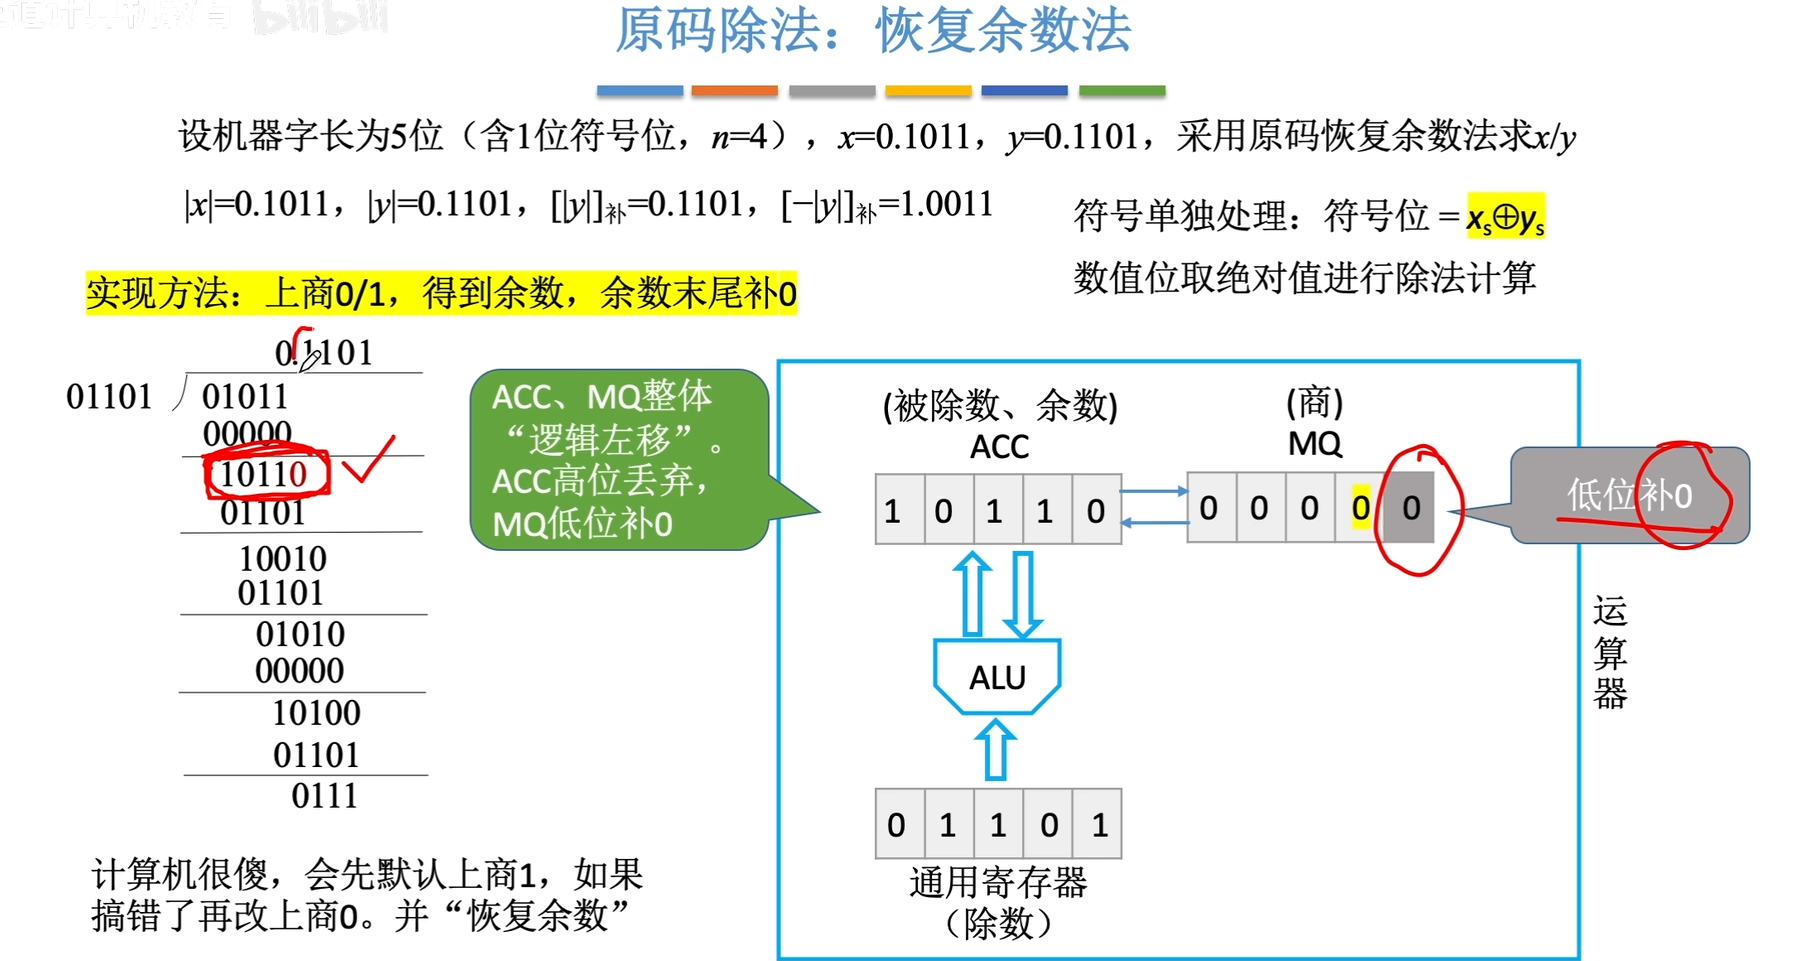 bilibili
原码除法：恢复余数法
设机器字长为5位（含1位符号位，n=4），x=0.1011，y=0.1101，采用原码恢复余数法求x/y
|x|=0.1011，|y|=0.1101，[|y|]补=0.1101，[−|y|]补=1.0011
符号单独处理：符号位 = xs⊕ys
数值位取绝对值进行除法计算
实现方法：上商0/1，得到余数，余数末尾补0
0.1101
01101 01011
00000
10110
01101
10010
01101
01010
00000
10100
01101
0111
计算机很傻，会先默认上商1，如果
搞错了再改上商0。并“恢复余数”
ACC、MQ整体
“逻辑左移”。
ACC高位丢弃，
MQ低位补0
(被除数、余数)
ACC
(商)
MQ
1 0 1 1 0
0 0 0 0 0
低位补0
ALU
0 1 1 0 1
通用寄存器
（除数）
运
算
器